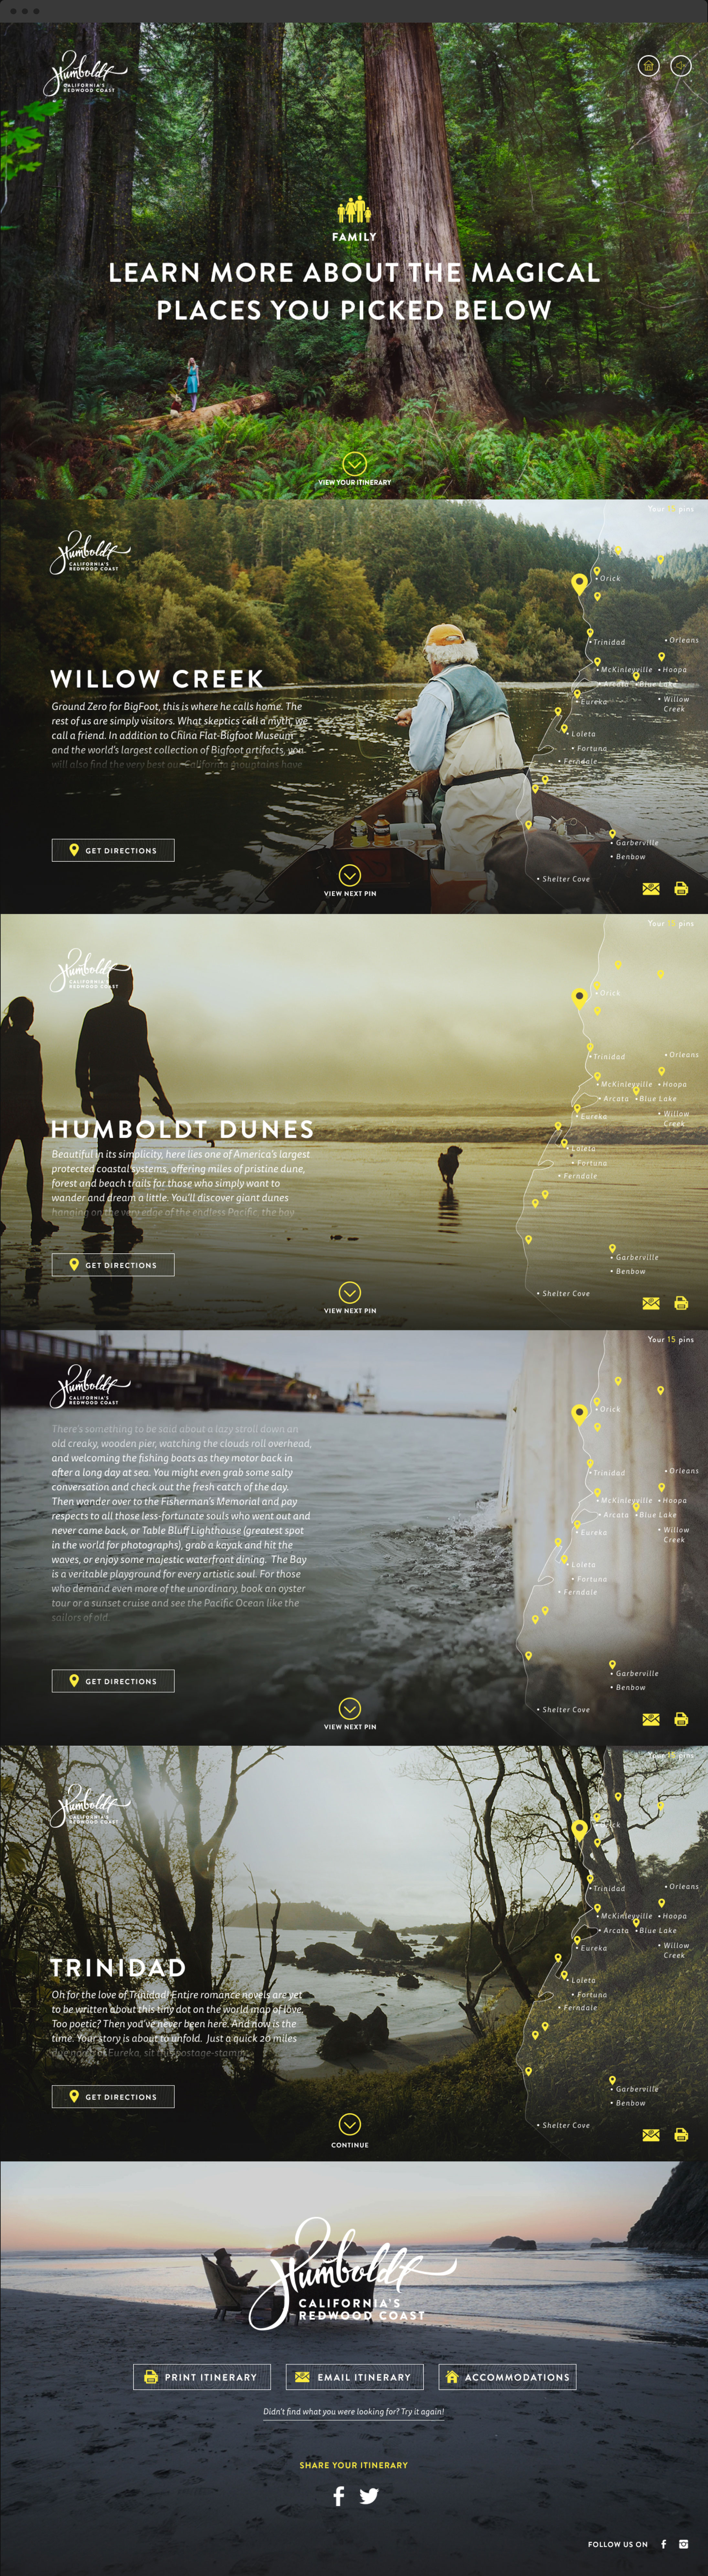 Humboldt
CALIFORNIA'S
REDWOOD COAST
FAMILY
LEARN MORE ABOUT THE MAGICAL
PLACES YOU PICKED BELOW
VIEW YOUR ITINERARY
Your pins
Humboldt
CALIFORNIA'S
REDWOOD COAST
Orick
Trinidad
Orleans
McKinleyville
Hoopa
Arcata
Blue Lake
Eureka
Willow
Creek
Loleta
Fortuna
Ferndale
Garberville
Benbow
Shelter Cove
WILLOW CREEK
Ground Zero for BigFoot, this is where he calls home. The
rest of us are simply visitors. What skeptics call a myth, we
call a friend. In addition to China Flat-Bigfoot Museum
and the world's largest collection of Bigfoot artifacts, you
will also find the very best our California mountains have
GET DIRECTIONS
VIEW NEXT PIN
Your 15 pins
Humboldt
CALIFORNIA'S
REDWOOD COAST
Orick
Trinidad
Orleans
McKinleyville
Hoopa
Arcata
Blue Lake
Eureka
Willow
Creek
Loleta
Fortuna
Ferndale
Garberville
Benbow
Shelter Cove
HUMBOLDT DUNES
Beautiful in its simplicity, here lies one of America's largest
protected coastal systems, offering miles of pristine dune,
forest and beach trails for those who simply want to
wander and dream a little. You'll discover giant dunes
hanging on the very edge of the endless Pacific, the bay
GET DIRECTIONS
VIEW NEXT PIN
Your 15 pins
Humboldt
CALIFORNIA'S
REDWOOD COAST
Orick
Trinidad
Orleans
McKinleyville
Hoopa
Arcata
Blue Lake
Eureka
Willow
Creek
Loleta
Fortuna
Ferndale
Garberville
Benbow
Shelter Cove
There's something to be said about a lazy stroll down an
old creaky, wooden pier, watching the clouds roll overhead,
and welcoming the fishing boats as they motor back in
after a long day at sea. You might even grab some salty
conversation and check out the fresh catch of the day.
Then wander over to the Fisherman's Memorial and pay
respects to all those less-fortunate souls who went out and
never came back, or Table Bluff Lighthouse (greatest spot
in the world for photographs), grab a kayak and hit the
waves, or enjoy some majestic waterfront dining. The Bay
is a veritable playground for every artistic soul. For those
who demand even more of the unordinary, book an oyster
tour or a sunset cruise and see the Pacific Ocean like the
sailors of old.
GET DIRECTIONS
VIEW NEXT PIN
Your pins
Humboldt
CALIFORNIA'S
REDWOOD COAST
Orick
Trinidad
Orleans
McKinleyville
Hoopa
Arcata
Blue Lake
Eureka
Willow
Creek
Loleta
Fortuna
Ferndale
Garberville
Benbow
Shelter Cove
TRINIDAD
Oh for the love of Trinidad! Entire romance novels are yet
to be written about this tiny dot on the world map of love.
Too poetic? Then you've never been here. And now is the
time. Your story is about to unfold. Just a quick 20 miles
Eureka, sit postage-stamp
GET DIRECTIONS
CONTINUE
Humboldt
CALIFORNIA'S
REDWOOD COAST
PRINT ITINERARY
EMAIL ITINERARY
ACCOMMODATIONS
Didn't find what you were looking for? Try it again!
SHARE YOUR ITINERARY
FOLLOW US ON